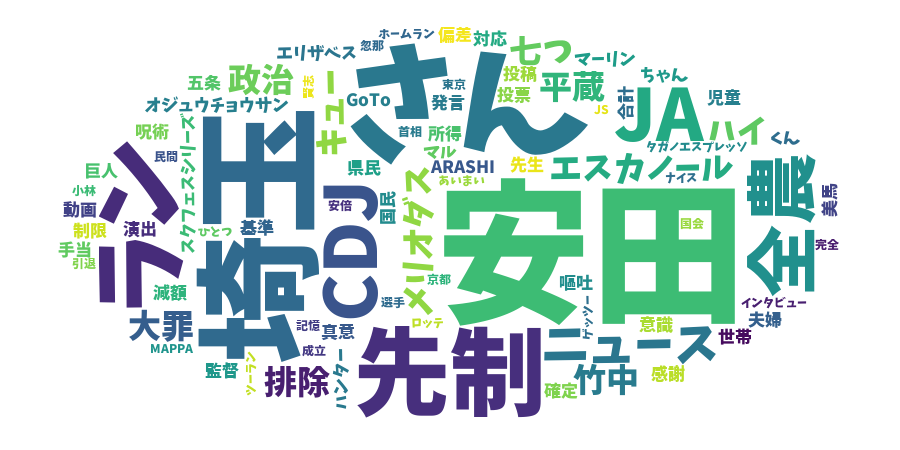 ホームラン
偏差
対応
エリザベス
忽那
七つ
マーリン
五条
政治
キュー
さん
東京
投稿
平蔵
ちゃん
オジュウチョウサン
GoTo
発言
投票
JS
合計
JA
児童
呪術
スケフェスシリーズ
埼玉
首相
所得
マル
ハイ
くん
タガノエスプレッソ
巨人
民間
県民
ARASHI
先生
エスカノール
ナイス
小林
動画
ラン
あいまい
全農
美馬
制限
演出
ひとつ
基準
安倍
CDJ
国民
メリオダス
安田
国会
完全
手当
引退
減額
選手
京都
嘔吐
インタビュー
大罪
記憶
真意
ロッテ
ゲッツー
意識
夫婦
MAPPA
成立
先制
ニュース
世帯
監督
ツーラン
排除
ハンター
竹中
確定
感謝